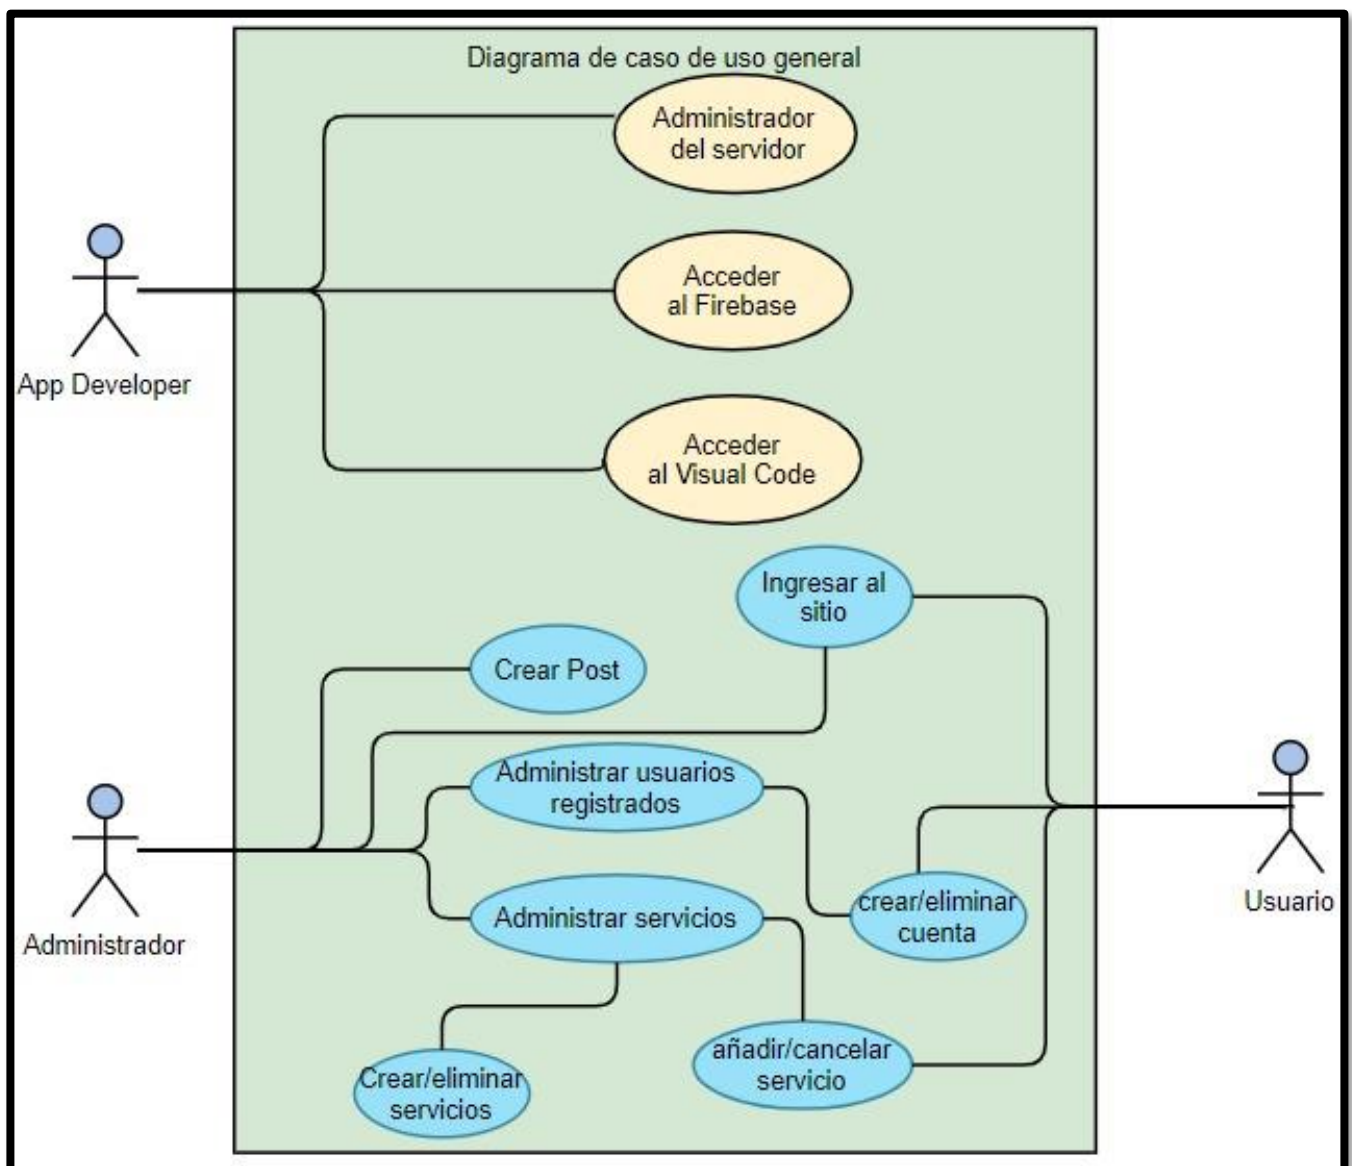 Diagrama de caso de uso general
Administrador
del servidor
Acceder
al Firebase
App Developer
Acceder
al Visual Code
Ingresar al
sitio
Crear Post
Administrar usuarios
registrados
Administrar servicios
crear/eliminar
cuenta
Usuario
Administrador
añadir/cancelar
servicio
Crear/eliminar
servicios